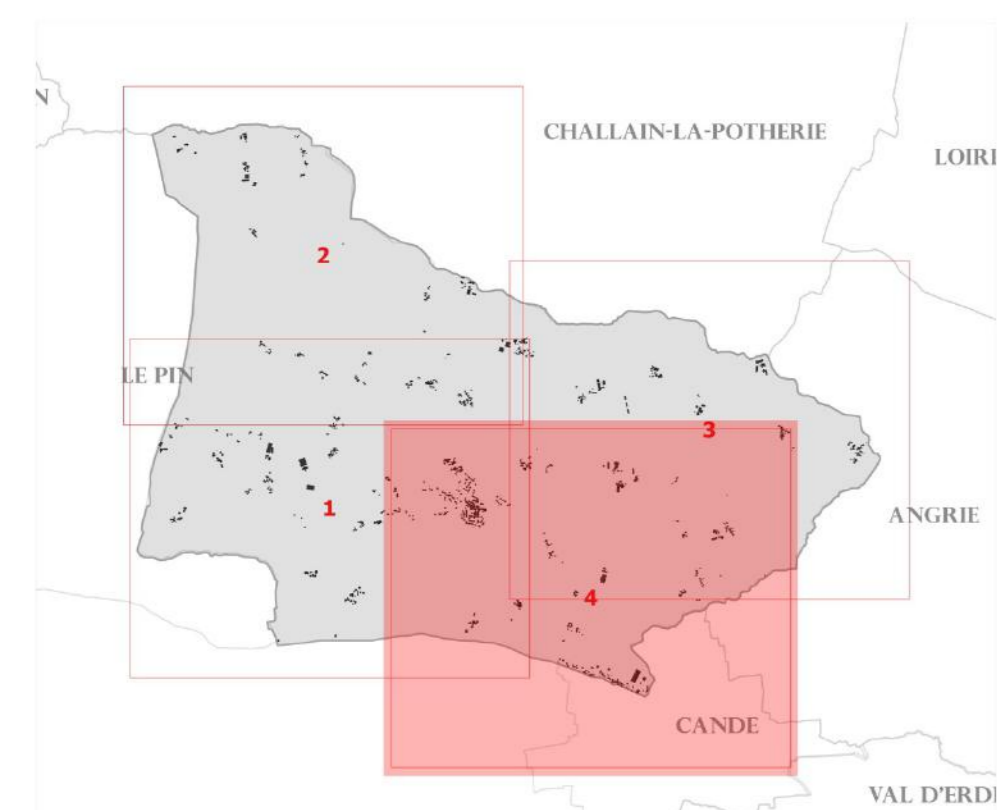 N
CHALLAIN-LA-POTHERIE
LOIRI
2
LE PIN
3
1
ANGRIE
4
CANDE
VAL D'ERDI